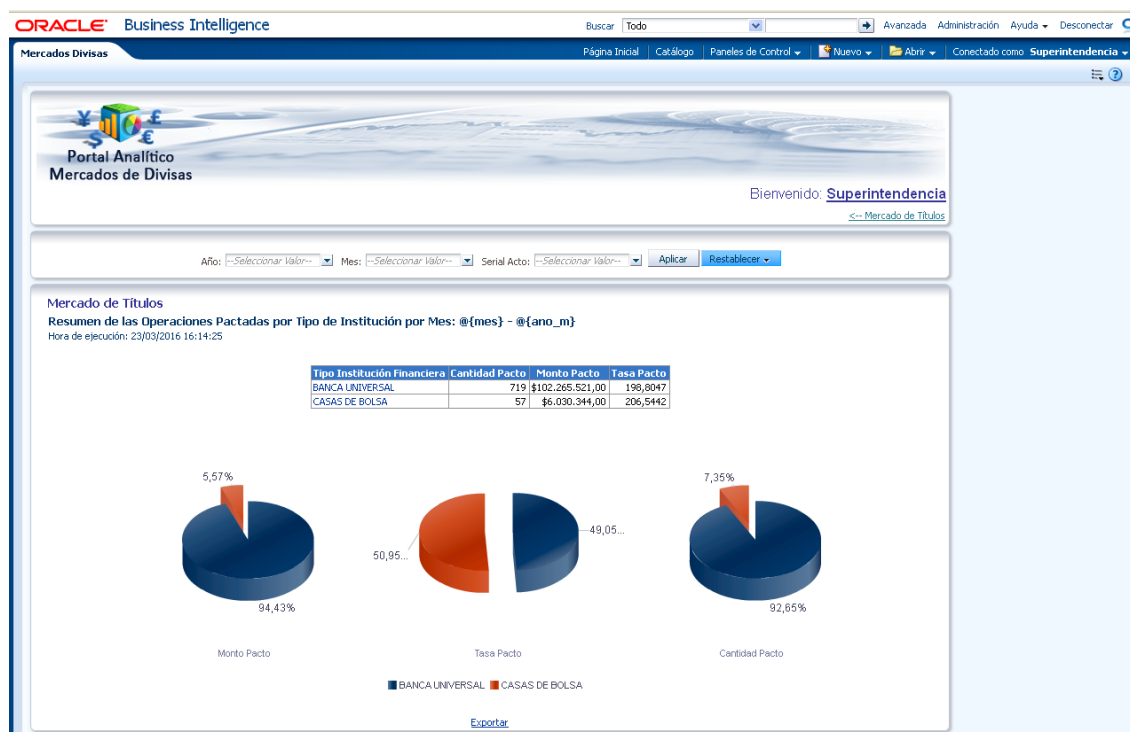 ORACLE Business Intelligence
Buscar Todo Avanzada Administración Ayuda Desconectar
Mercados Divisas
Página Inicial Catálogo Paneles de Control Nuevo Abrir Conectado como Superintendencia
Portal Analítico
Mercados de Divisas
Bienvenido: Superintendencia
<-- Mercado de Títulos
Año: --Seleccionar Valor-- Mes: --Seleccionar Valor-- Serial Acto: --Seleccionar Valor-- Aplicar Restablecer
Mercado de Títulos
Resumen de las Operaciones Pactadas por Tipo de Institución por Mes: @{mes} - @{ano_m}
Hora de ejecución: 23/03/2016 16:14:25
Tipo Institución Financiera Cantidad Pacto Monto Pacto Tasa Pacto
BANCA UNIVERSAL 719 $102.265.521,00 198,8047
CASAS DE BOLSA 57 $6.030.344,00 206,5442
5,57% 7,35%
50,95... 49,05...
94,43% 92,65%
Monto Pacto Tasa Pacto Cantidad Pacto
BANCA UNIVERSAL CASAS DE BOLSA
Exportar